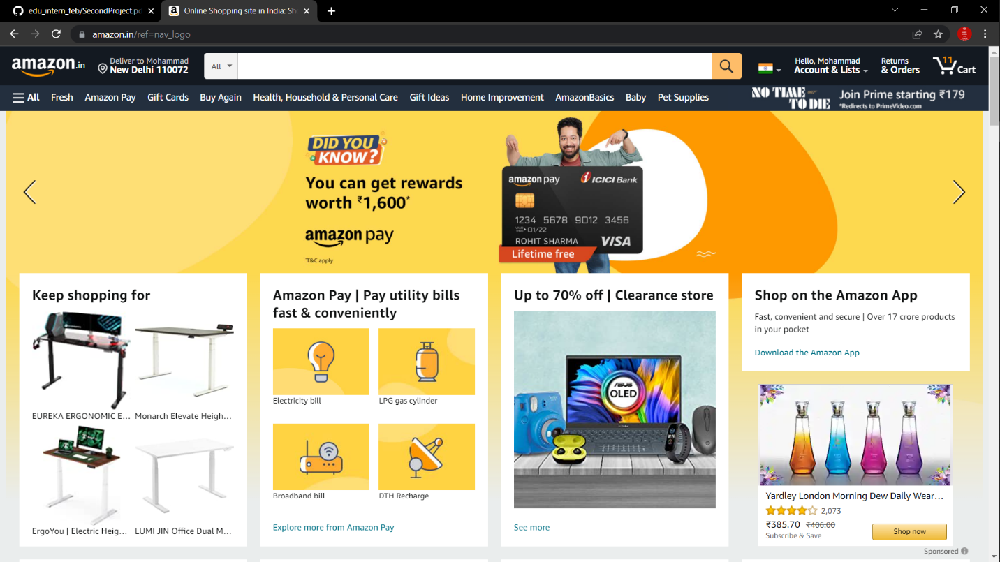 edu_intern_feb/SecondProject.pd
Online Shopping site in India: Sh
amazon.in/ref=nav_logo
amazon.in
Deliver to Mohammad
New Delhi 110072
All
Hello, Mohammad
Account & Lists
Returns
& Orders
11
Cart
All Fresh Amazon Pay Gift Cards Buy Again Health, Household & Personal Care Gift Ideas Home Improvement AmazonBasics Baby Pet Supplies
NO TIME
TO DIE
Join Prime starting ₹179
*Redirects to PrimeVideo.com
DID YOU
KNOW?
You can get rewards
worth ₹1,600*
amazon pay
*T&C apply
amazon pay ICICI Bank
1234 5678 9012 3456
01/22
ROHIT SHARMA VISA
Lifetime free
Keep shopping for
EUREKA ERGONOMIC E...
Monarch Elevate Heigh...
ErgoYou | Electric Heig...
LUMI JIN Office Dual M...
Amazon Pay | Pay utility bills
fast & conveniently
Electricity bill
LPG gas cylinder
Broadband bill
DTH Recharge
Explore more from Amazon Pay
Up to 70% off | Clearance store
ASUS
OLED
See more
Shop on the Amazon App
Fast, convenient and secure | Over 17 crore products
in your pocket
Download the Amazon App
Yardley London Morning Dew Daily Wear...
2,073
₹385.70 ₹406.00
Subscribe & Save
Shop now
Sponsored